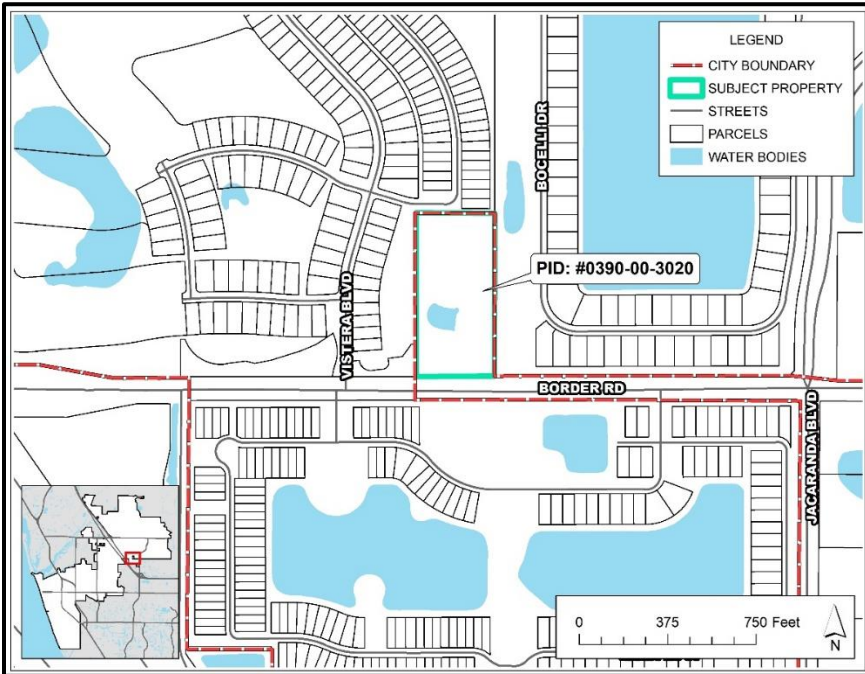 LEGEND
CITY BOUNDARY
SUBJECT PROPERTY
STREETS
PARCELS
WATER BODIES
BOCELLI DR
PID: #0390-00-3020
VISTERA BLVD
BORDER RD
JACARANDA BLVD
0 375 750 Feet
N